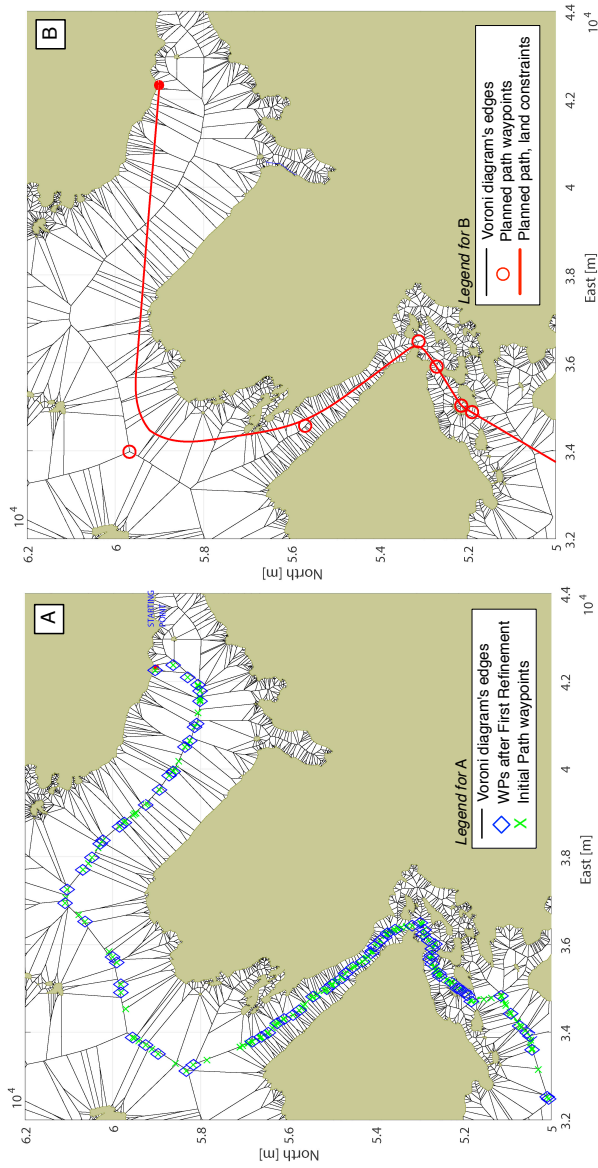 A
10^4
6.2
6
5.8
5.6
5.4
5.2
5
North [m]
3.2
3.4
3.6
3.8
4
4.2
4.4
10^4
East [m]
STARTING
POINT
Legend for A
Voroni diagram's edges
WPs after First Refinement
Initial Path waypoints
B
10^4
6.2
6
5.8
5.6
5.4
5.2
5
North [m]
3.2
3.4
3.6
3.8
4
4.2
4.4
10^4
East [m]
Legend for B
Voroni diagram's edges
Planned path waypoints
Planned path, land constraints